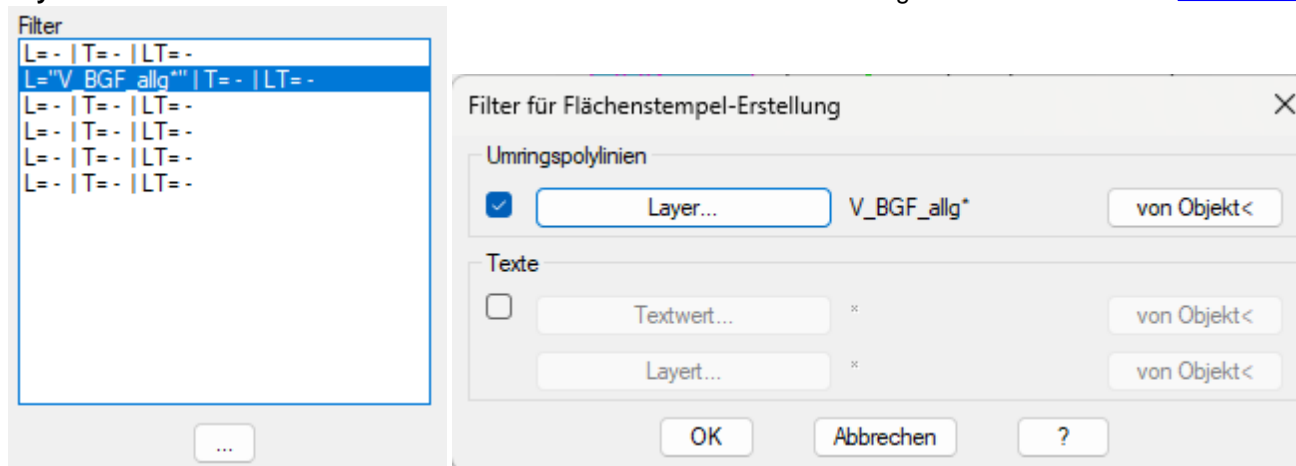 Filter
L= - | T= - | LT= -
L="V_BGF_allg*" | T= - | LT= -
L= - | T= - | LT= -
L= - | T= - | LT= -
L= - | T= - | LT= -
L= - | T= - | LT= -
...
Filter für Flächenstempel-Erstellung
Umringspolylinien
Layer... V_BGF_allg* von Objekt<
Texte
Textwert... * von Objekt<
Layert... * von Objekt<
OK Abbrechen ?